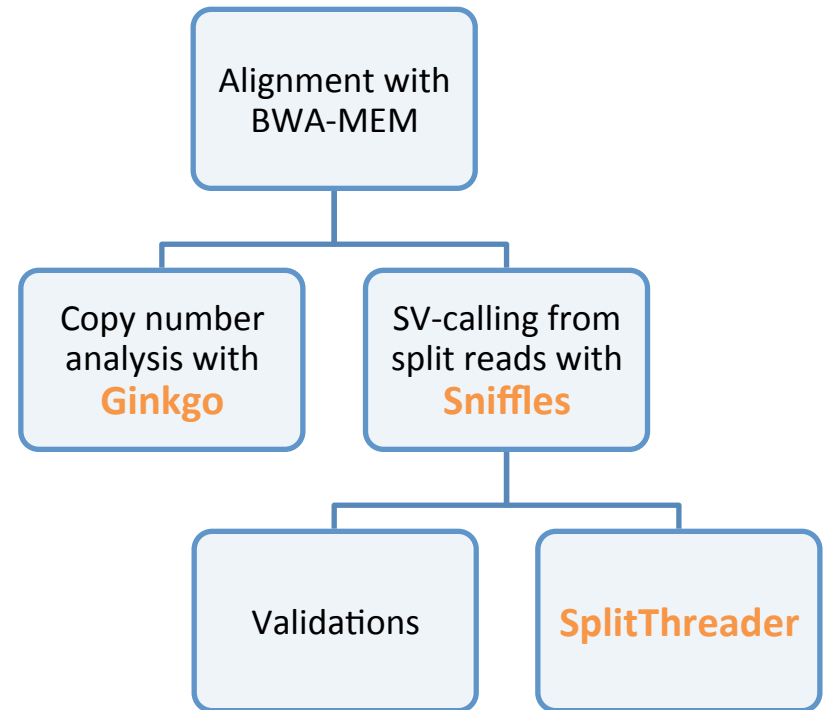 Alignment with
BWA-MEM
Copy number
analysis with
Ginkgo
SV-calling from
split reads with
Sniffles
Validations
SplitThreader